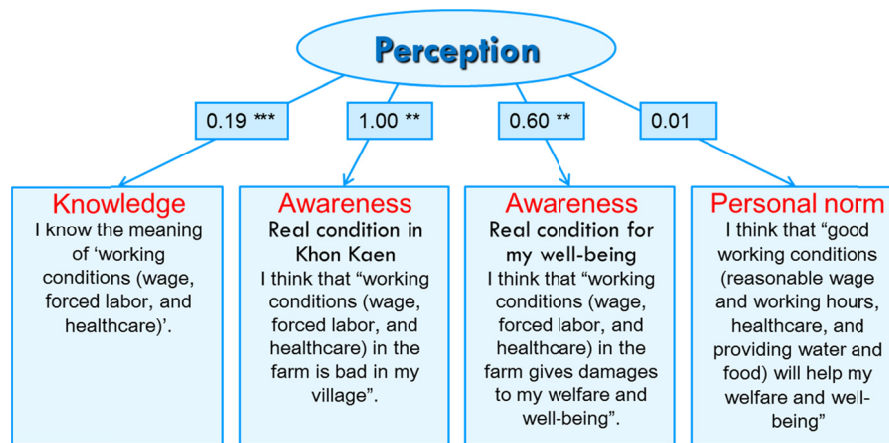 Perception
0.19 ***
1.00 **
0.60 **
0.01
Knowledge
I know the meaning
of ‘working
conditions (wage,
forced labor, and
healthcare)’.
Awareness
Real condition in
Khon Kaen
I think that “working
conditions (wage,
forced labor, and
healthcare) in the
farm is bad in my
village”.
Awareness
Real condition for
my well-being
I think that “working
conditions (wage,
forced labor, and
healthcare) in the
farm gives damages
to my welfare and
well-being”.
Personal norm
I think that “good
working conditions
(reasonable wage
and working hours,
healthcare, and
providing water and
food) will help my
welfare and well-
being”